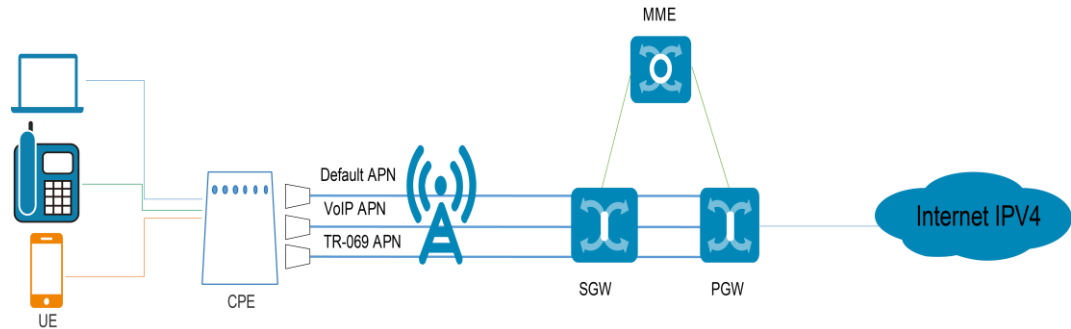 MME
Default APN
VoIP APN
TR-069 APN
Internet IPV4
SGW
PGW
CPE
UE